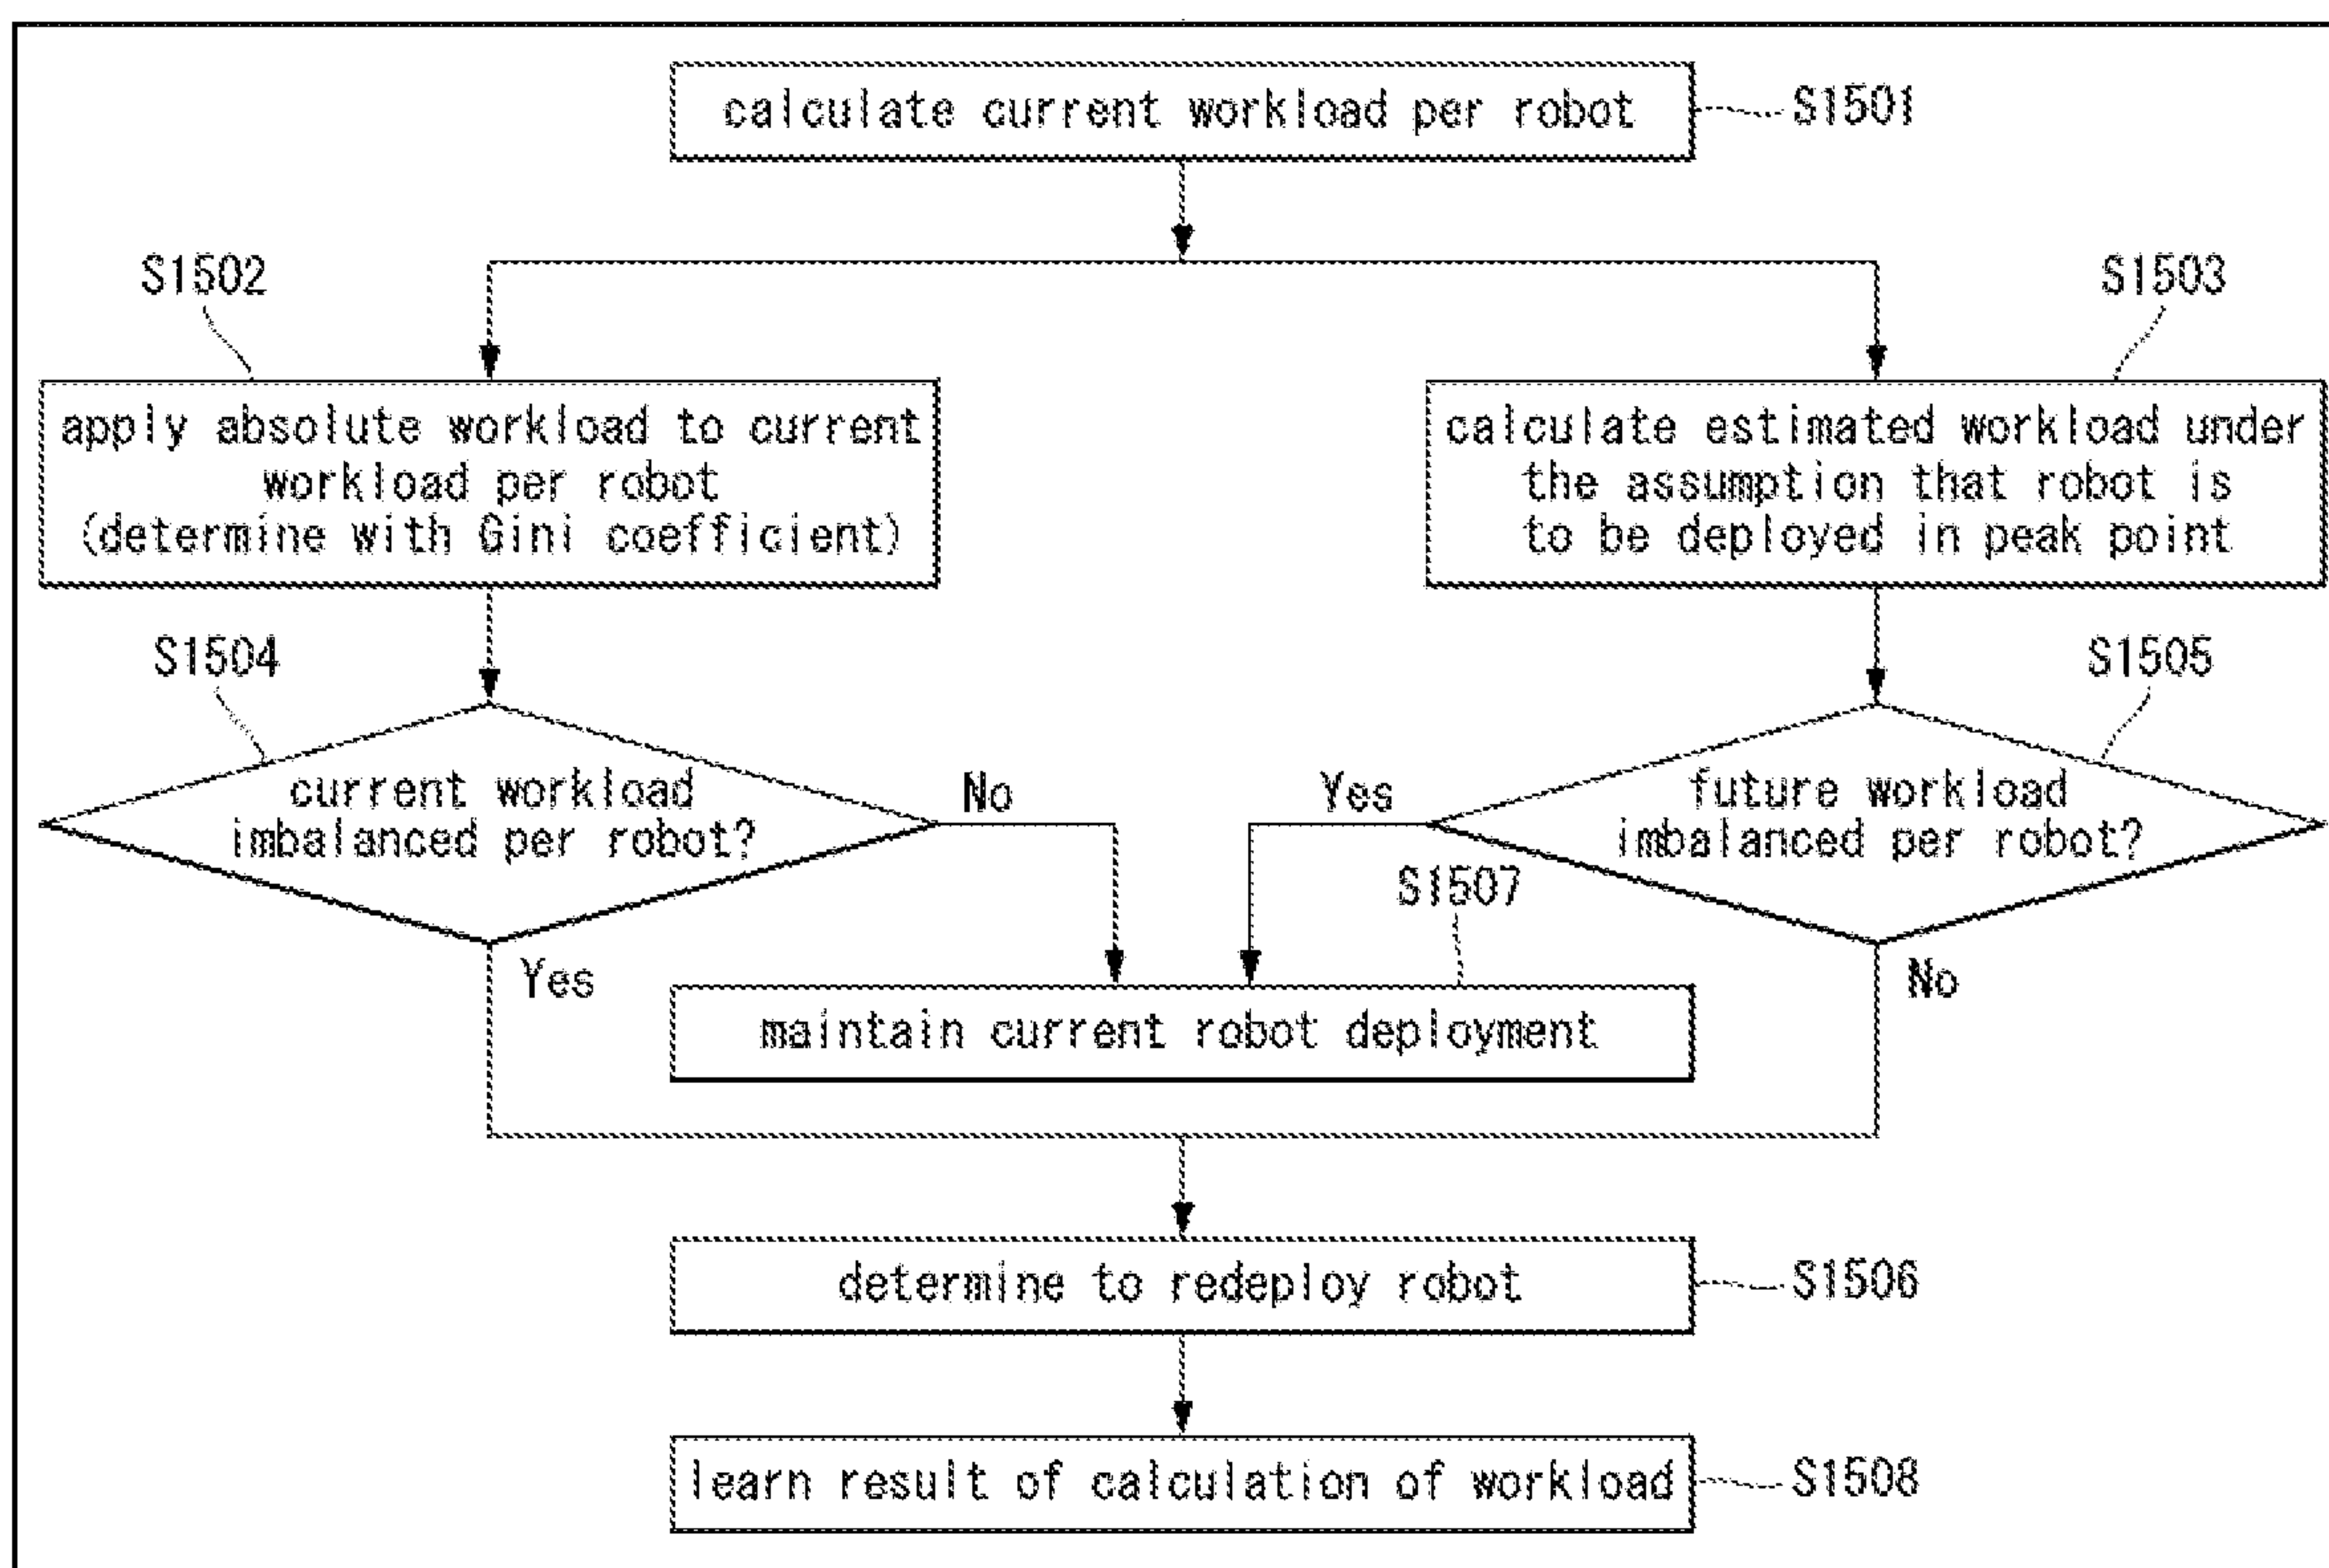 calculate current workload per robot
S1501
S1502
S1503
apply absolute workload to current
workload per robot
(determine with Gini coefficient)
calculate estimated workload under
the assumption that robot is
to be deployed in peak point
S1504
S1505
current workload
imbalanced per robot?
No
Yes
future workload
imbalanced per robot?
S1507
Yes
No
maintain current robot deployment
determine to redeploy robot
S1506
learn result of calculation of workload
S1508